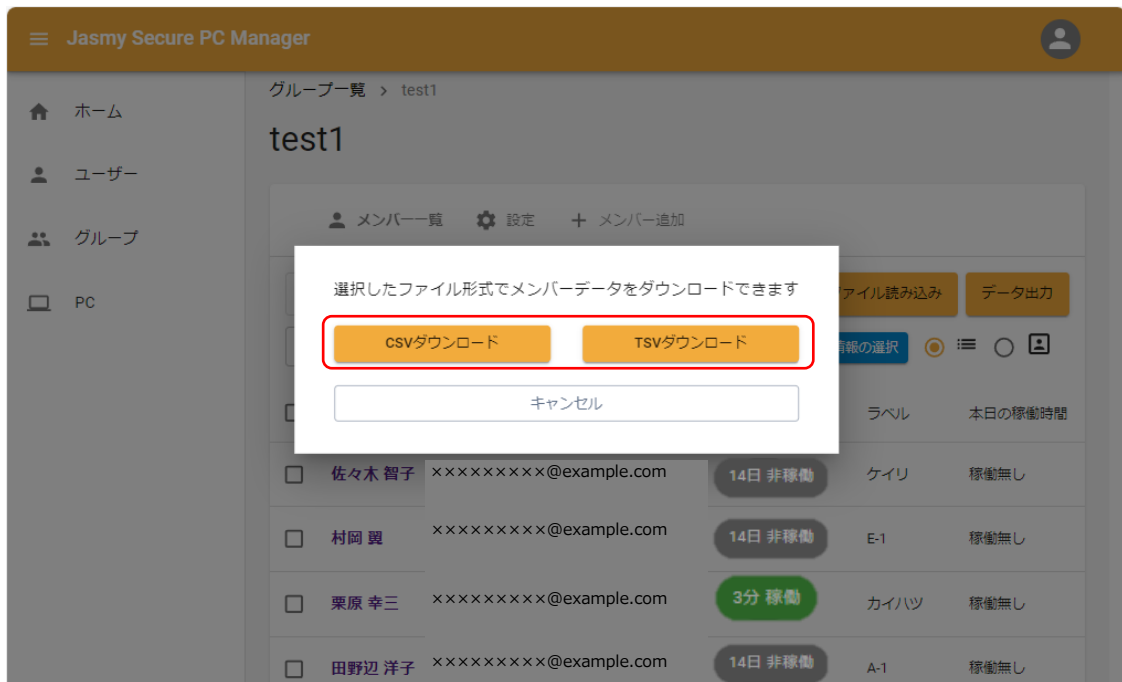 Jasmy Secure PC Manager
グループ一覧 > test1
ホーム
test1
ユーザー
メンバー一覧 設定 + メンバー追加
グループ
選択したファイル形式でメンバーデータをダウンロードできます
ァイル読み込み データ出力
PC
CSVダウンロード TSVダウンロード
情報の選択
キャンセル
ラベル 本日の稼働時間
佐々木 智子 ×××××××××@example.com 14日 非稼働 ケイリ 稼働無し
村岡 翼 ×××××××××@example.com 14日 非稼働 E-1 稼働無し
栗原 幸三 ×××××××××@example.com 3分 稼働 カイハツ 稼働無し
田野辺 洋子 ×××××××××@example.com 14日 非稼働 A-1 稼働無し